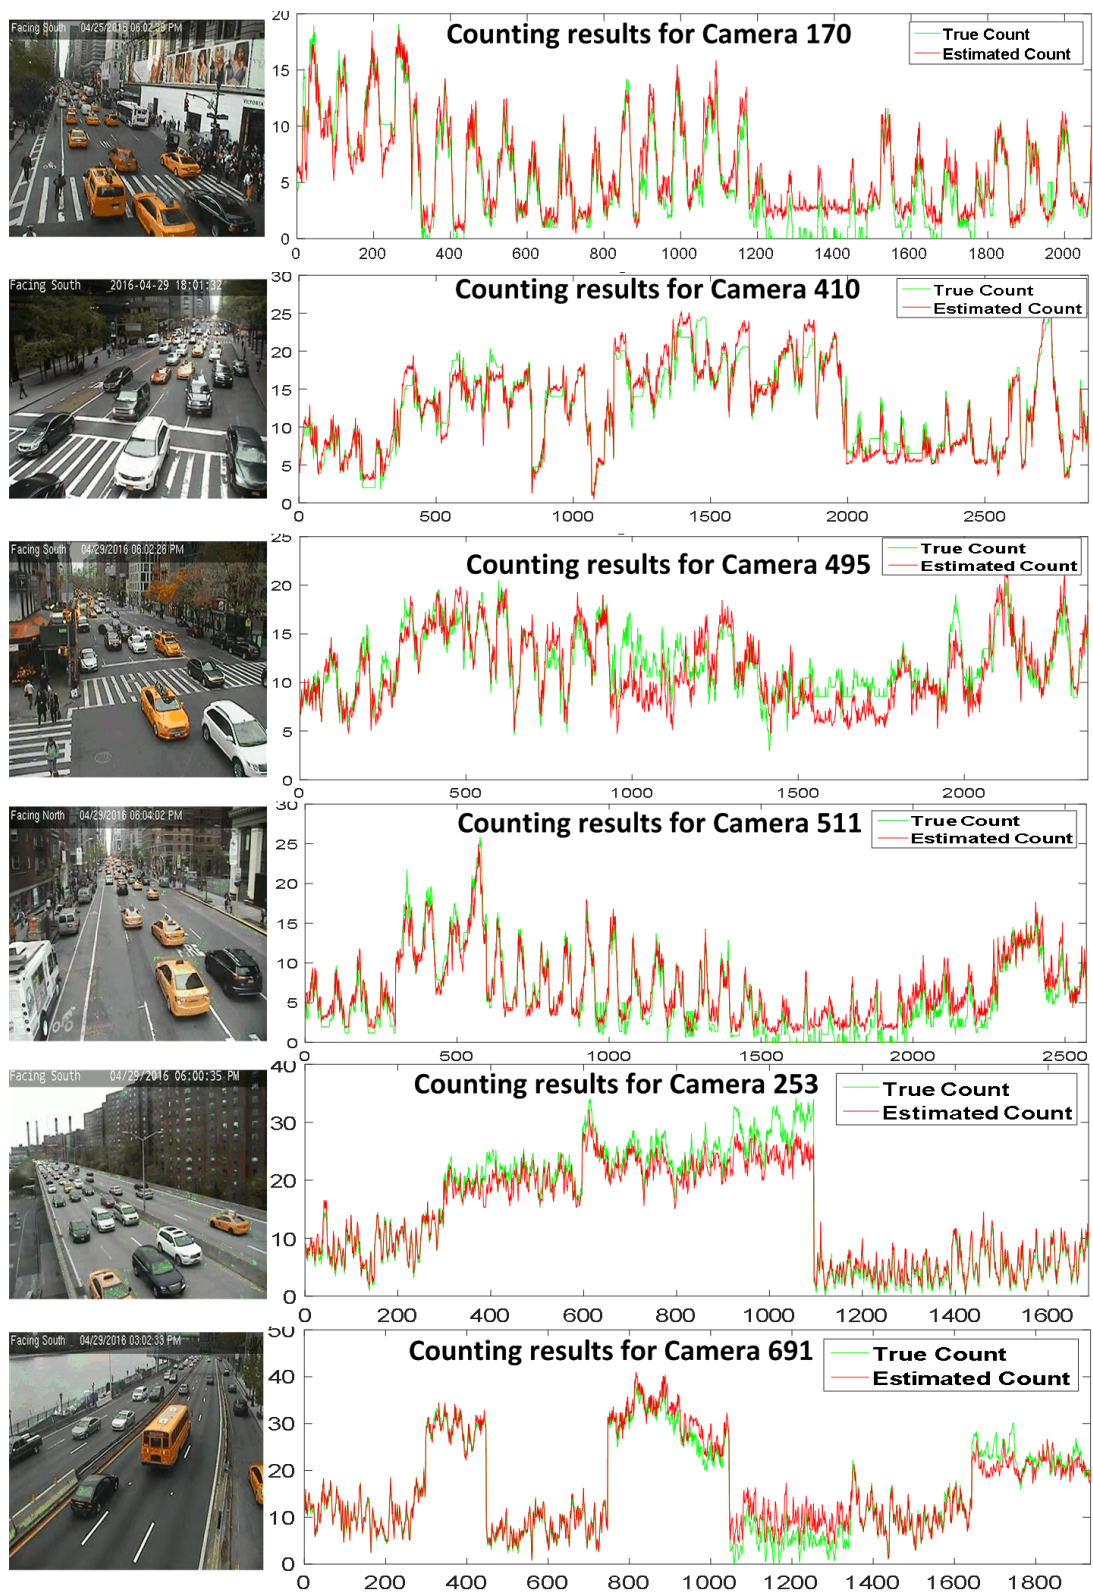 Facing South 04/25/2016 06:02:39 PM
VICTORIA
Counting results for Camera 170
True Count
Estimated Count
20
15
10
5
0
0 200 400 600 800 1000 1200 1400 1600 1800 2000
Facing South 2016-04-29 18:01:32
Counting results for Camera 410
True Count
Estimated Count
30
25
20
15
10
5
0
0 500 1000 1500 2000 2500
Facing South 04/29/2016 06:02:26 PM
Counting results for Camera 495
True Count
Estimated Count
25
20
15
10
5
0
500 1000 1500 2000
Facing North 04/29/2016 06:04:02 PM
Counting results for Camera 511
True Count
Estimated Count
30
25
20
15
10
5
0
0 500 1000 1500 2000 2500
Facing South 04/29/2016 06:00:35 PM
Counting results for Camera 253
True Count
Estimated Count
40
30
20
10
0
0 200 400 600 800 1000 1200 1400 1600
Facing South 04/29/2016 03:02:33 PM
Counting results for Camera 691
True Count
Estimated Count
50
40
30
20
10
0
0 200 400 600 800 1000 1200 1400 1600 1800